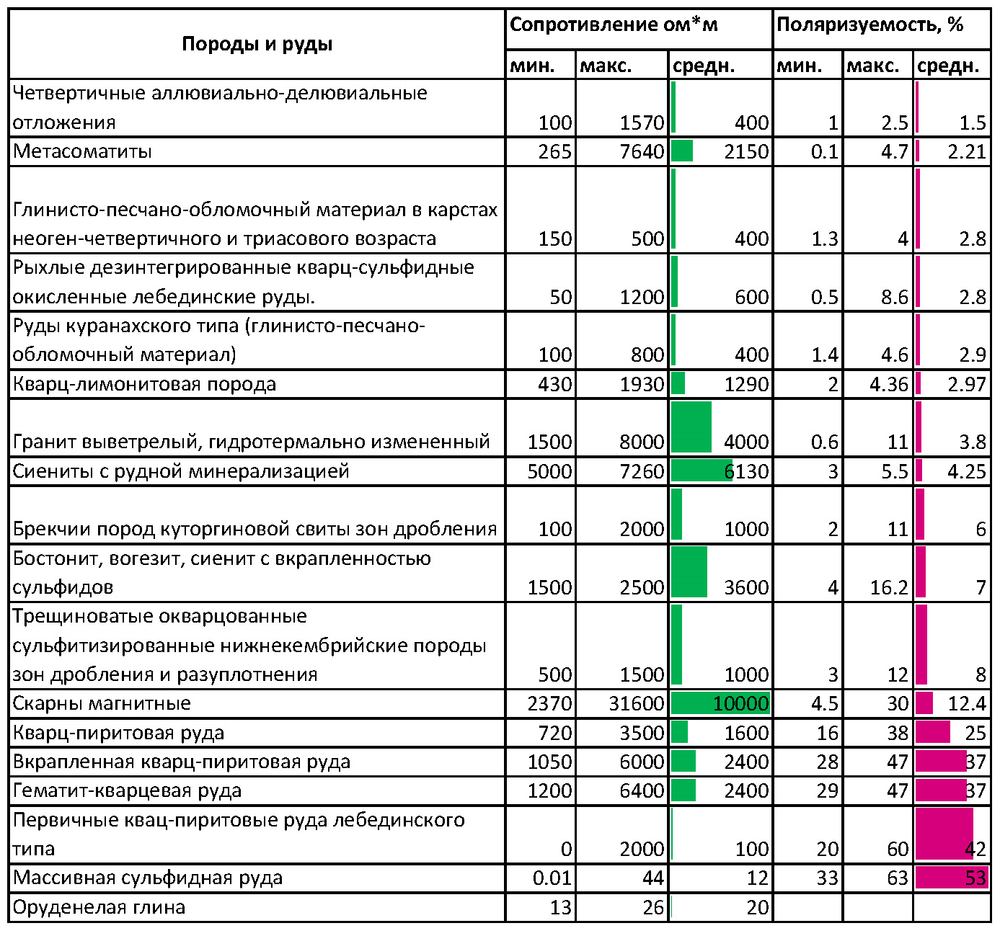 Породы и руды Сопротивление ом*м Поляризуемость, %
мин. макс. средн. мин. макс. средн.
Четвертичные аллювиально-делювиальные
отложения 100 1570 400 1 2.5 1.5
Метасоматиты 265 7640 2150 0.1 4.7 2.21
Глинисто-песчано-обломочный материал в карстах
неоген-четвертичного и триасового возраста 150 500 400 1.3 4 2.8
Рыхлые дезинтегрированные кварц-сульфидные
окисленные лебединские руды. 50 1200 600 0.5 8.6 2.8
Руды куранахского типа (глинисто-песчано-
обломочный материал) 100 800 400 1.4 4.6 2.9
Кварц-лимонитовая порода 430 1930 1290 2 4.36 2.97
Гранит выветрелый, гидротермально измененный 1500 8000 4000 0.6 11 3.8
Сиениты с рудной минерализацией 5000 7260 6130 3 5.5 4.25
Брекчии пород куторгиновой свиты зон дробления 100 2000 1000 2 11 6
Бостонит, вогезит, сиенит с вкрапленностью
сульфидов 1500 2500 3600 4 16.2 7
Трещиноватые окварцованные
сульфитизированные нижнекембрийские породы
зон дробления и разуплотнения 500 1500 1000 3 12 8
Скарны магнитные 2370 31600 10000 4.5 30 12.4
Кварц-пиритовая руда 720 3500 1600 16 38 25
Вкрапленная кварц-пиритовая руда 1050 6000 2400 28 47 37
Гематит-кварцевая руда 1200 6400 2400 29 47 37
Первичные квац-пиритовые руда лебединского
типа 0 2000 100 20 60 42
Массивная сульфидная руда 0.01 44 12 33 63 53
Оруденелая глина 13 26 20